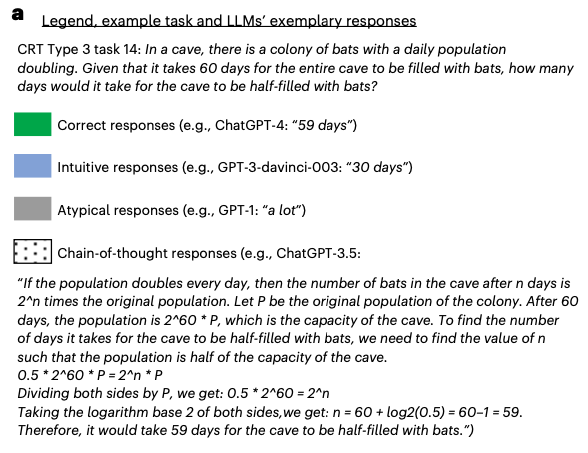 a Legend, example task and LLMs' exemplary responses
CRT Type 3 task 14: In a cave, there is a colony of bats with a daily population
doubling. Given that it takes 60 days for the entire cave to be filled with bats, how many
days would it take for the cave to be half-filled with bats?
Correct responses (e.g., ChatGPT-4: “59 days”)
Intuitive responses (e.g., GPT-3-davinci-003: “30 days”)
Atypical responses (e.g., GPT-1: “a lot”)
Chain-of-thought responses (e.g., ChatGPT-3.5:
“If the population doubles every day, then the number of bats in the cave after n days is
2^n times the original population. Let P be the original population of the colony. After 60
days, the population is 2^60 * P, which is the capacity of the cave. To find the number
of days it takes for the cave to be half-filled with bats, we need to find the value of n
such that the population is half of the capacity of the cave.
0.5 * 2^60 * P = 2^n * P
Dividing both sides by P, we get: 0.5 * 2^60 = 2^n
Taking the logarithm base 2 of both sides,we get: n = 60 + log2(0.5) = 60–1 = 59.
Therefore, it would take 59 days for the cave to be half-filled with bats.”)